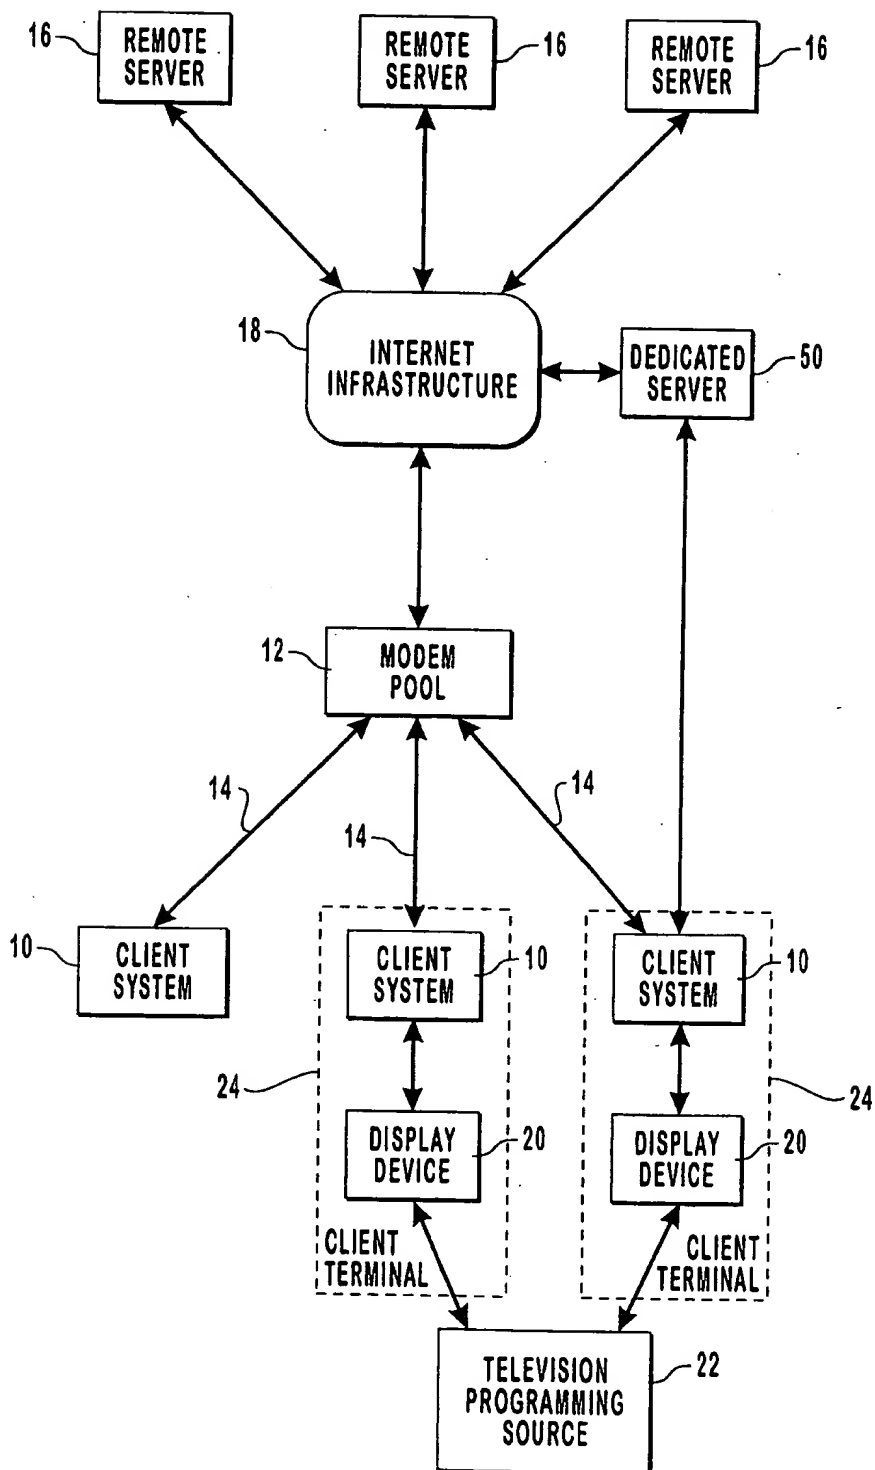 16
REMOTE
SERVER
REMOTE
SERVER
16
REMOTE
SERVER
16
18
INTERNET
INFRASTRUCTURE
DEDICATED
SERVER
50
12
MODEM
POOL
14
14
14
10
CLIENT
SYSTEM
CLIENT
SYSTEM
10
CLIENT
SYSTEM
10
24
24
DISPLAY
DEVICE
20
DISPLAY
DEVICE
20
CLIENT
TERMINAL
CLIENT
TERMINAL
TELEVISION
PROGRAMMING
SOURCE
22